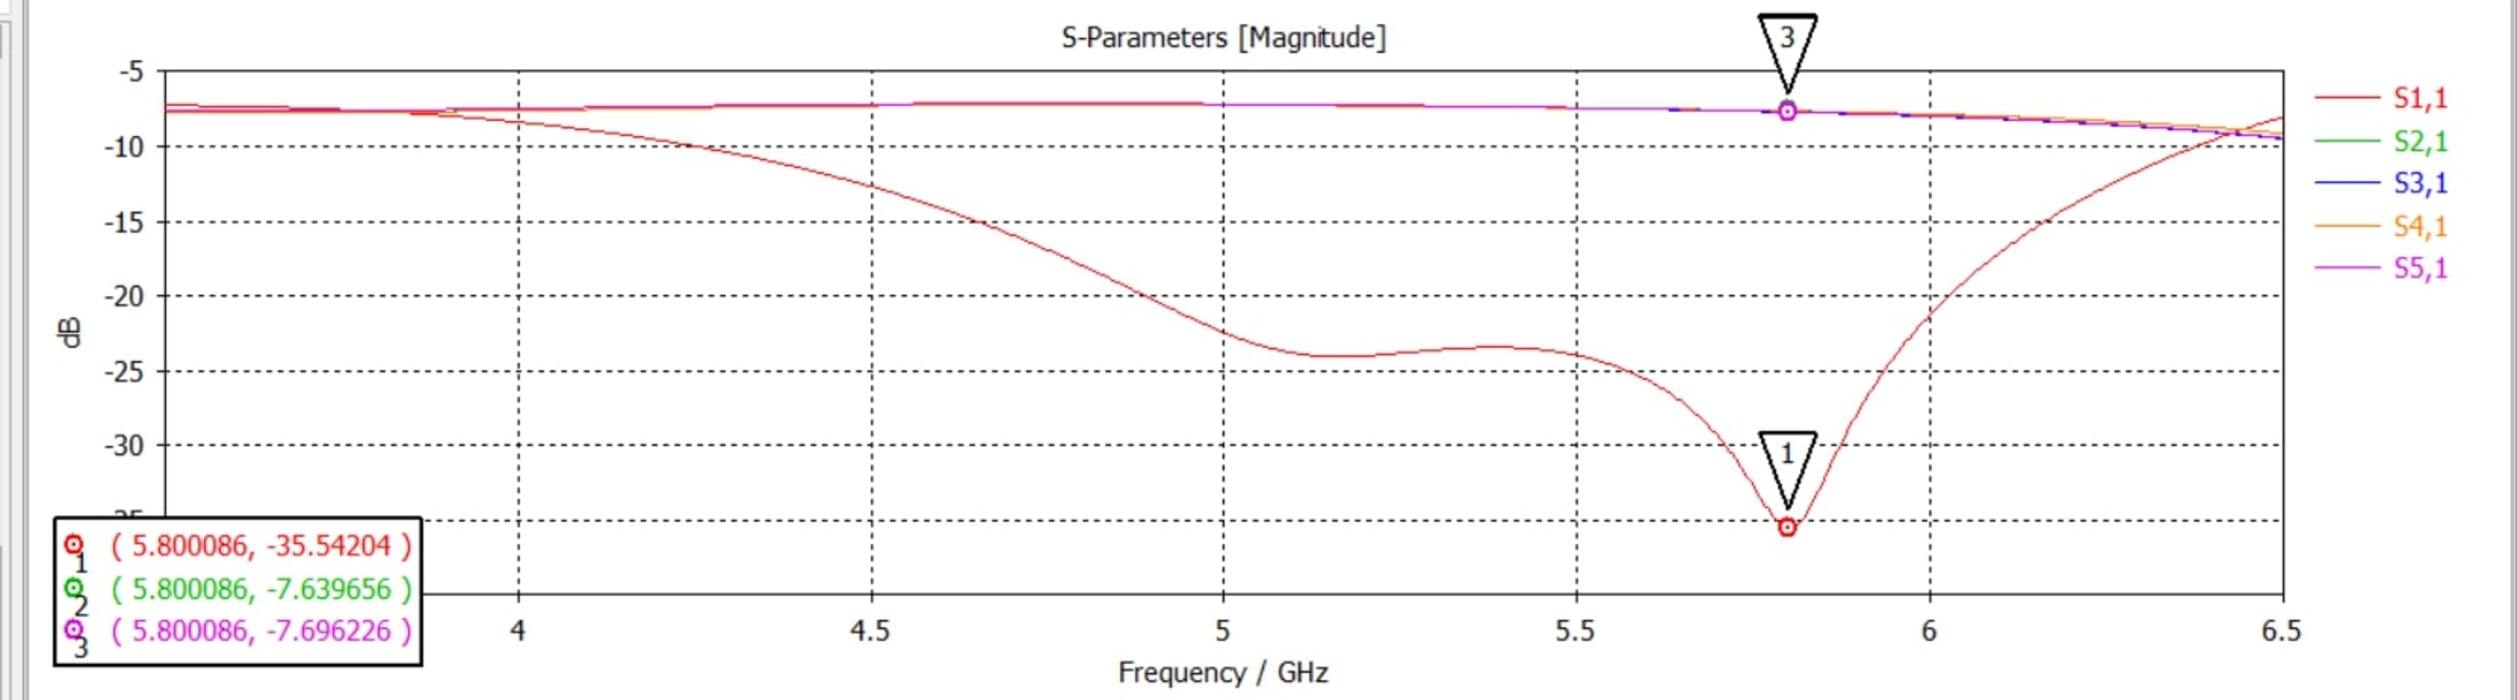 S-Parameters [Magnitude]
3
-5
-10
-15
-20
-25
-30
dB
1
S1,1
S2,1
S3,1
S4,1
S5,1
1 ( 5.800086, -35.54204 )
2 ( 5.800086, -7.639656 )
3 ( 5.800086, -7.696226 )
4 4.5 5 5.5 6 6.5
Frequency / GHz